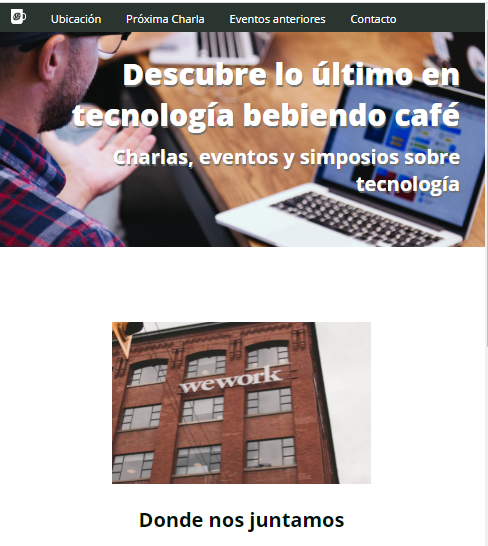 Ubicación Próxima Charla Eventos anteriores Contacto
Descubre lo último en
tecnología bebiendo café
Charlas, eventos y simposios sobre
tecnología
wework
Donde nos juntamos